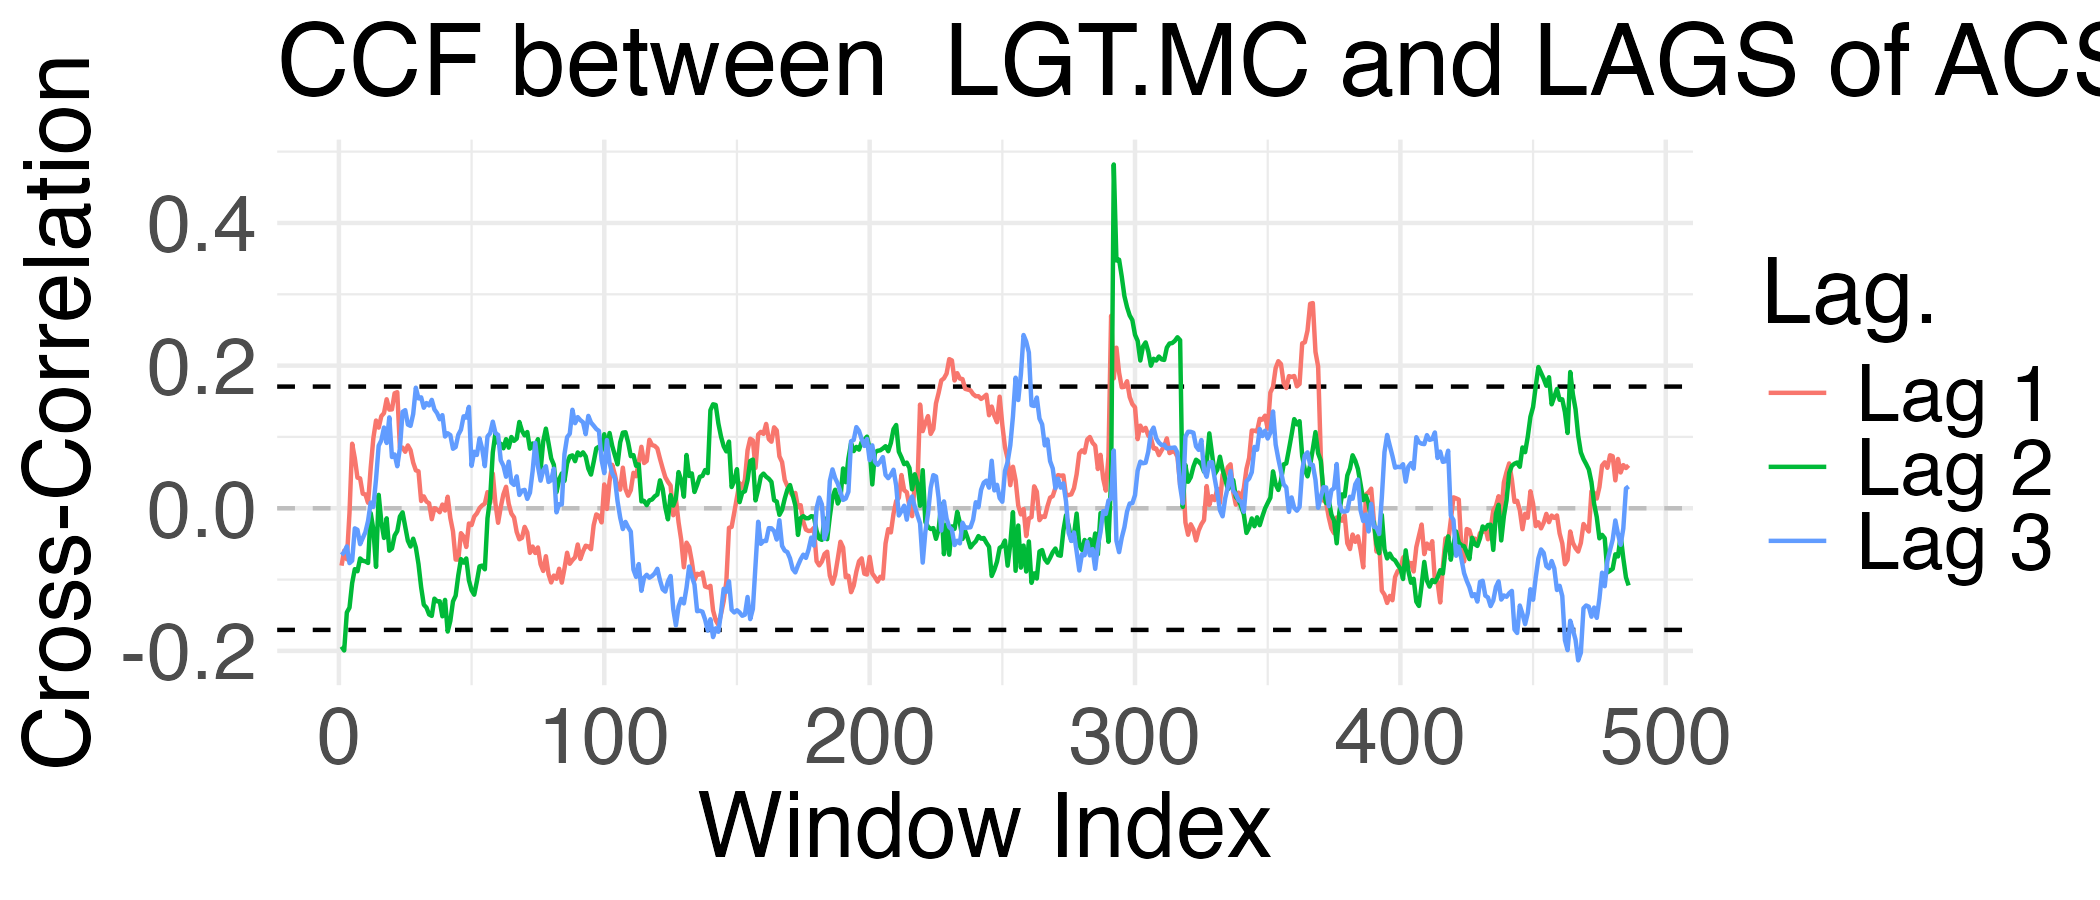 CCF between LGT.MC and LAGS of ACS
Cross-Correlation
0.4
0.2
0.0
-0.2
0
100
200
300
400
500
Window Index
Lag.
Lag 1
Lag 2
Lag 3